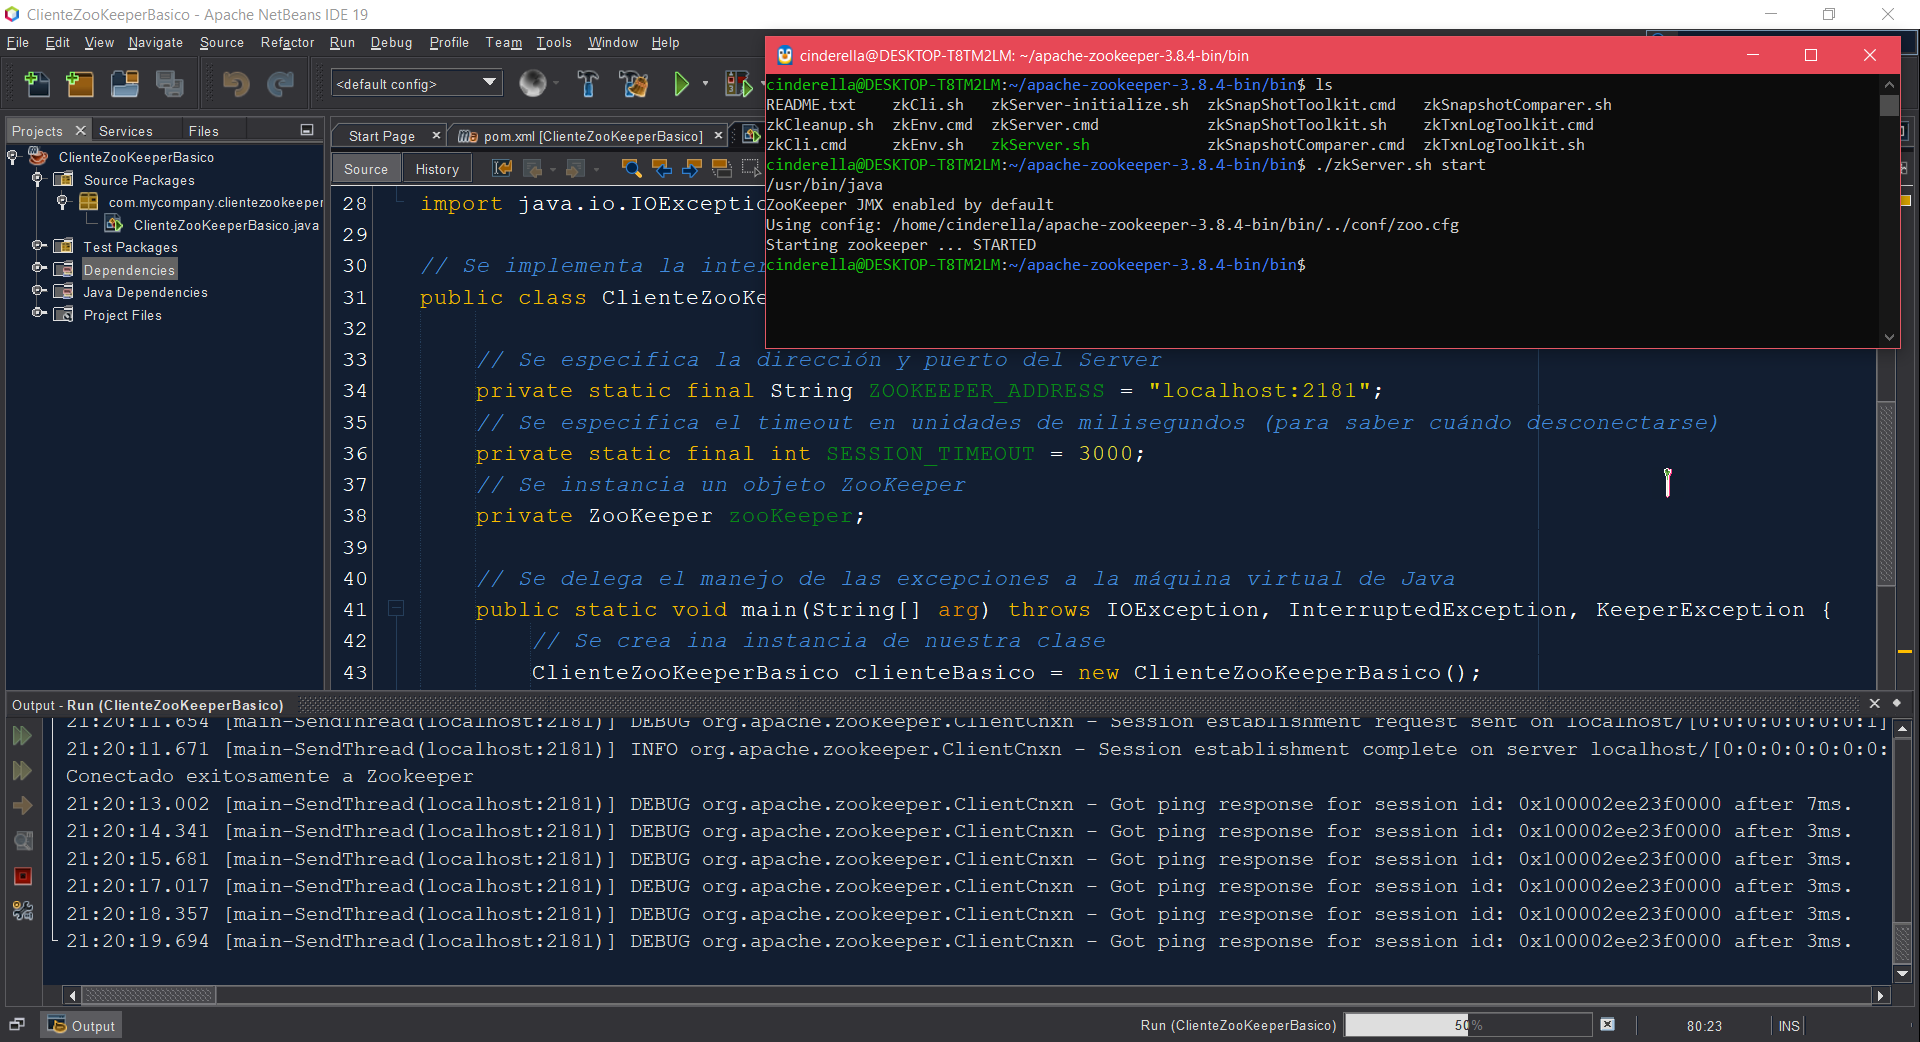 ClienteZooKeeperBasico - Apache NetBeans IDE 19
File Edit View Navigate Source Refactor Run Debug Profile Team Tools Window Help
<default config>
Projects Services Files
ClienteZooKeeperBasico
Source Packages
com.mycompany.clientezookeeper
ClienteZooKeeperBasico.java
Test Packages
Dependencies
Java Dependencies
Project Files
Start Page pom.xml [ClienteZooKeeperBasico]
Source History
cinderella@DESKTOP-T8TM2LM: ~/apache-zookeeper-3.8.4-bin/bin
cinderella@DESKTOP-T8TM2LM:~/apache-zookeeper-3.8.4-bin/bin$ ls
README.txt zkCli.sh zkServer-initialize.sh zkSnapShotToolkit.cmd zkSnapshotComparer.sh
zkCleanup.sh zkEnv.cmd zkServer.cmd zkSnapShotToolkit.sh zkTxnLogToolkit.cmd
zkCli.cmd zkEnv.sh zkServer.sh zkSnapshotComparer.cmd zkTxnLogToolkit.sh
cinderella@DESKTOP-T8TM2LM:~/apache-zookeeper-3.8.4-bin/bin$ ./zkServer.sh start
/usr/bin/java
ZooKeeper JMX enabled by default
Using config: /home/cinderella/apache-zookeeper-3.8.4-bin/bin/../conf/zoo.cfg
Starting zookeeper ... STARTED
cinderella@DESKTOP-T8TM2LM:~/apache-zookeeper-3.8.4-bin/bin$
28 import java.io.IOExceptio
29
30 // Se implementa la inter
31 public class ClienteZooKe
32
33 // Se especifica la dirección y puerto del Server
34 private static final String ZOOKEEPER_ADDRESS = "localhost:2181";
35 // Se especifica el timeout en unidades de milisegundos (para saber cuándo desconectarse)
36 private static final int SESSION_TIMEOUT = 3000;
37 // Se instancia un objeto ZooKeeper
38 private ZooKeeper zooKeeper;
39
40 // Se delega el manejo de las excepciones a la máquina virtual de Java
41 public static void main(String[] arg) throws IOException, InterruptedException, KeeperException {
42 // Se crea ina instancia de nuestra clase
43 ClienteZooKeeperBasico clienteBasico = new ClienteZooKeeperBasico();
Output - Run (ClienteZooKeeperBasico)
21:20:11.654 [main-SendThread(localhost:2181)] DEBUG org.apache.zookeeper.ClientCnxn - Session establishment request sent on localhost/[0:0:0:0:0:0:0:1]
21:20:11.671 [main-SendThread(localhost:2181)] INFO org.apache.zookeeper.ClientCnxn - Session establishment complete on server localhost/[0:0:0:0:0:0:
Conectado exitosamente a Zookeeper
21:20:13.002 [main-SendThread(localhost:2181)] DEBUG org.apache.zookeeper.ClientCnxn - Got ping response for session id: 0x100002ee23f0000 after 7ms.
21:20:14.341 [main-SendThread(localhost:2181)] DEBUG org.apache.zookeeper.ClientCnxn - Got ping response for session id: 0x100002ee23f0000 after 3ms.
21:20:15.681 [main-SendThread(localhost:2181)] DEBUG org.apache.zookeeper.ClientCnxn - Got ping response for session id: 0x100002ee23f0000 after 3ms.
21:20:17.017 [main-SendThread(localhost:2181)] DEBUG org.apache.zookeeper.ClientCnxn - Got ping response for session id: 0x100002ee23f0000 after 3ms.
21:20:18.357 [main-SendThread(localhost:2181)] DEBUG org.apache.zookeeper.ClientCnxn - Got ping response for session id: 0x100002ee23f0000 after 3ms.
21:20:19.694 [main-SendThread(localhost:2181)] DEBUG org.apache.zookeeper.ClientCnxn - Got ping response for session id: 0x100002ee23f0000 after 3ms.
Output
Run (ClienteZooKeeperBasico) 50% 80:23 INS